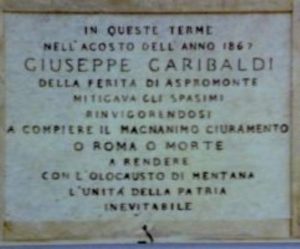 IN QUESTE TERME
NELL'AGOSTO DELL'ANNO 1867
GIUSEPPE GARIBALDI
DELLA FERITA DI ASPROMONTE
MITIGAVA GLI SPASIMI
RINVIGORENDOSI
A COMPIERE IL MAGNANIMO GIURAMENTO
O ROMA O MORTE
A RENDERE
CON L'OLOCAUSTO DI MENTANA
L'UNITÀ DELLA PATRIA
INEVITABILE